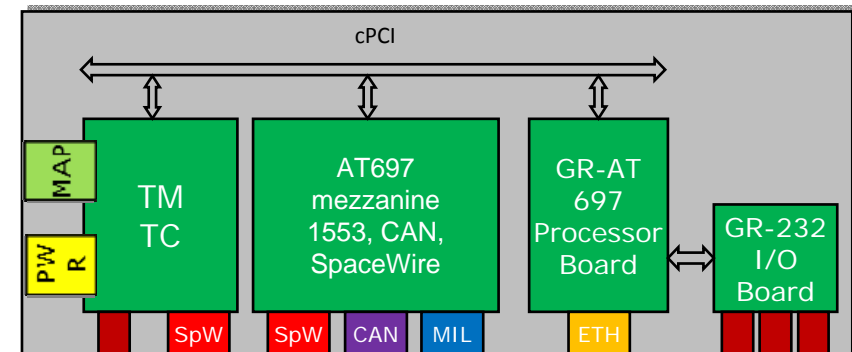 cPCI
MAP
PW
R
TM
TC
AT697
mezzanine
1553, CAN,
SpaceWire
GR-AT
697
Processor
Board
GR-232
I/O
Board
SpW
SpW
CAN
MIL
ETH